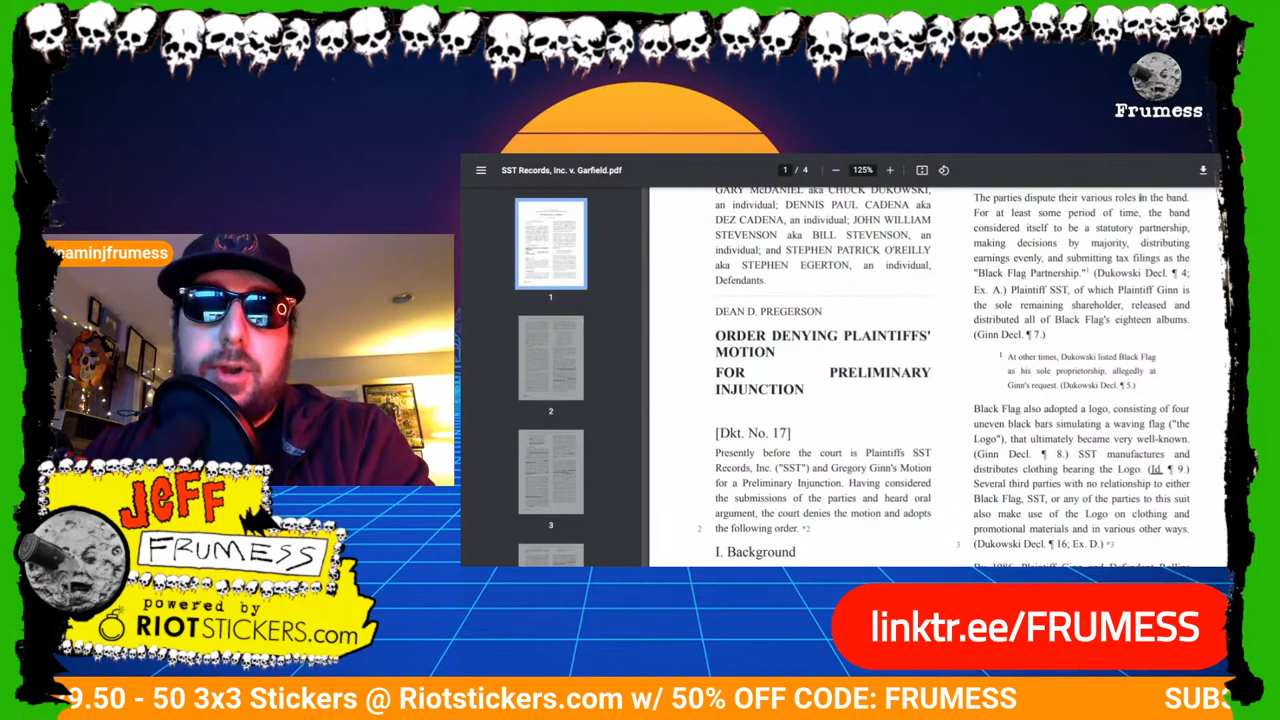 Frumess
SST Records, Inc. v. Garfield.pdf
1 / 4
125%
GARY McDANIEL aka CHUCK DUKOWSKI,
an individual; DENNIS PAUL CADENA aka
DEZ CADENA, an individual; JOHN WILLIAM
STEVENSON aka BILL STEVENSON, an
individual; and STEPHEN PATRICK O'REILLY
aka STEPHEN EGERTON, an individual,
Defendants.
DEAN D. PREGERSON
ORDER DENYING PLAINTIFFS'
MOTION
FOR PRELIMINARY
INJUNCTION
[Dkt. No. 17]
Presently before the court is Plaintiffs SST
Records, Inc. ("SST") and Gregory Ginn's Motion
for a Preliminary Injunction. Having considered
the submissions of the parties and heard oral
argument, the court denies the motion and adopts
2 the following order. *2
I. Background
The parties dispute their various roles in the band.
For at least some period of time, the band
considered itself to be a statutory partnership,
making decisions by majority, distributing
earnings evenly, and submitting tax filings as the
"Black Flag Partnership."1 (Dukowski Decl. ¶ 4;
Ex. A.) Plaintiff SST, of which Plaintiff Ginn is
the sole remaining shareholder, released and
distributed all of Black Flag's eighteen albums.
(Ginn Decl. ¶ 7.)
1 At other times, Dukowski listed Black Flag
as his sole proprietorship, allegedly at
Ginn's request. (Dukowski Decl. ¶ 5.)
Black Flag also adopted a logo, consisting of four
uneven black bars simulating a waving flag ("the
Logo"), that ultimately became very well-known.
(Ginn Decl. ¶ 8.) SST manufactures and
distributes clothing bearing the Logo. (Id. ¶ 9.)
Several third parties with no relationship to either
Black Flag, SST, or any of the parties to this suit
also make use of the Logo on clothing and
promotional materials and in various other ways.
3 (Dukowski Decl. ¶ 16; Ex. D.) *3
By 1986, Plaintiff Ginn and Defendant Rollins
1
2
3
eaminjfrumess
JEFF
FRUMESS
powered by
RIOTSTICKERS.com
linktr.ee/FRUMESS
9.50 - 50 3x3 Stickers @ Riotstickers.com w/ 50% OFF CODE: FRUMESS SUBS